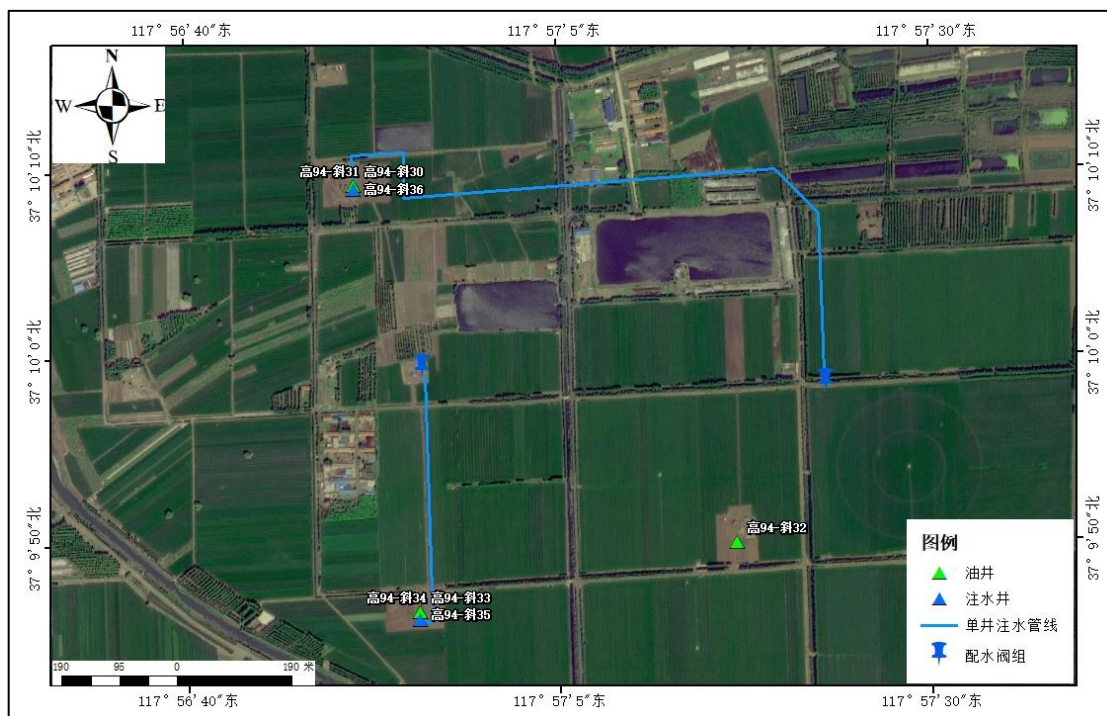 117° 56′40″东
117° 57′5″东
117° 57′30″东
N
W
E
S
37° 10′10″北
37° 10′10″北
高94-斜31
高94-斜30
高94-斜36
37° 10′0″北
37° 10′0″北
高94-斜32
37° 9′50″北
37° 9′50″北
高94-斜34
高94-斜33
高94-斜35
图例
油井
注水井
单井注水管线
配水阀组
190 95 0 190 米
117° 56′40″东
117° 57′5″东
117° 57′30″东